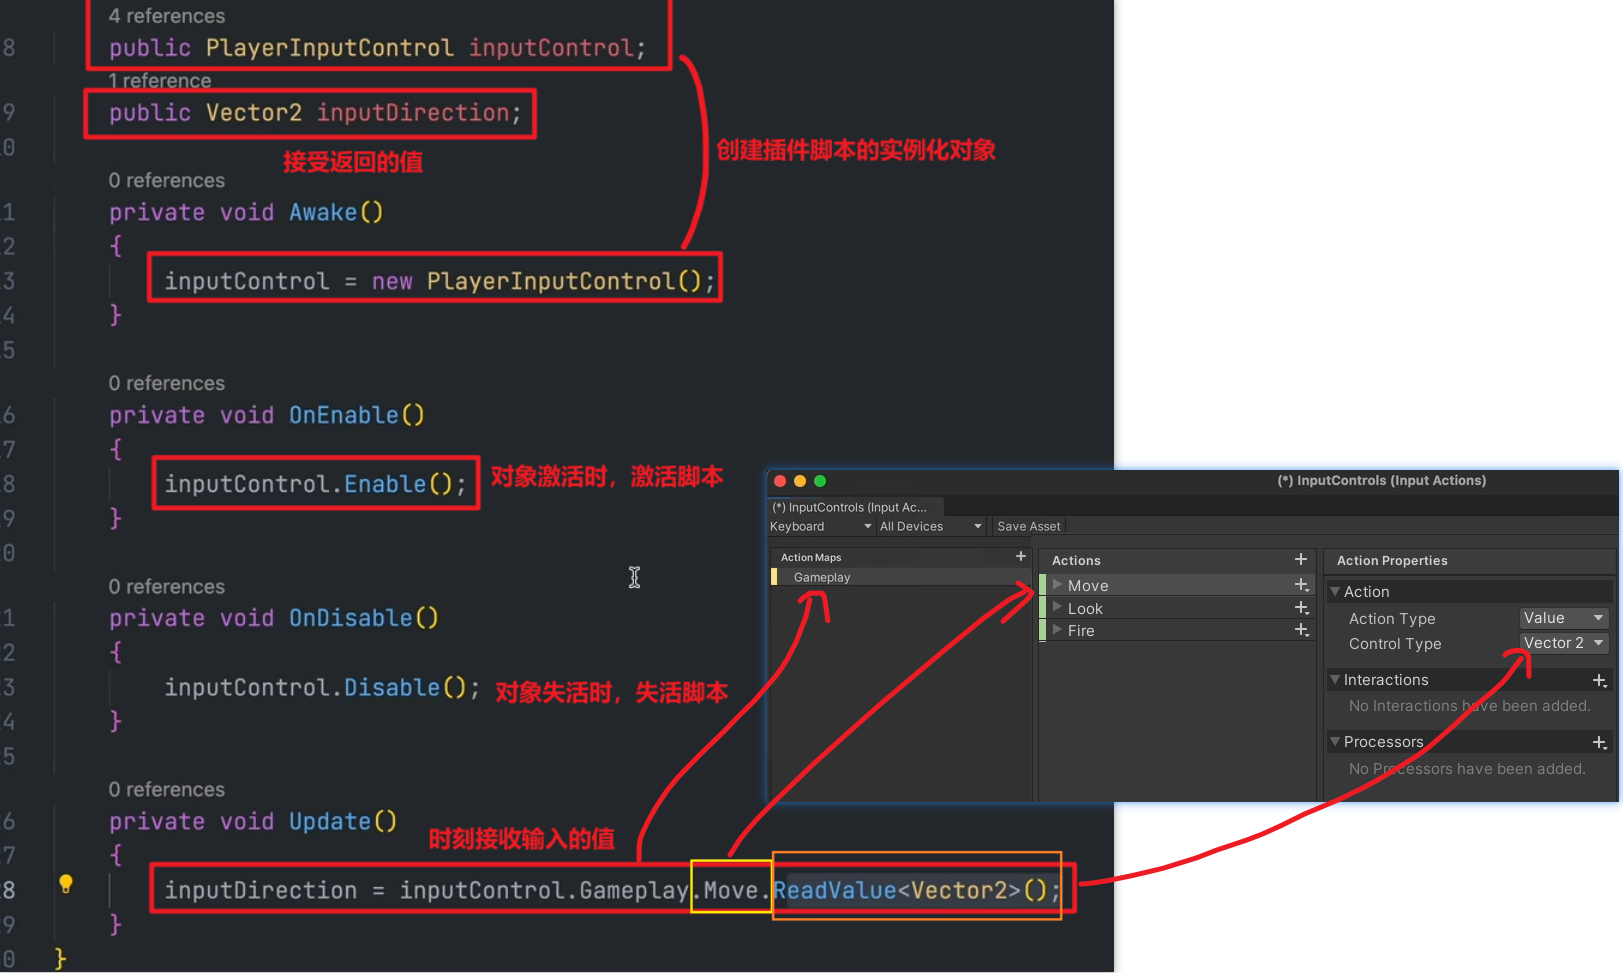 4 references
8 public PlayerInputControl inputControl;
1 reference
9 public Vector2 inputDirection;
0
接受返回的值
创建插件脚本的实例化对象
0 references
1 private void Awake()
2 {
3 inputControl = new PlayerInputControl();
4 }
5
0 references
6 private void OnEnable()
7 {
8 inputControl.Enable();
对象激活时，激活脚本
9 }
0
0 references
1 private void OnDisable()
2 {
3 inputControl.Disable();
对象失活时，失活脚本
4 }
5
0 references
6 private void Update()
时刻接收输入的值
7 {
8 inputDirection = inputControl.Gameplay.Move.ReadValue<Vector2>();
9 }
0 }
(*) InputControls (Input Actions)
(*) InputControls (Input Ac...
Keyboard All Devices Save Asset
Action Maps +
Gameplay
Actions +
Move +
Look +
Fire +
Action Properties
Action
Action Type Value
Control Type Vector 2
Interactions +
No Interactions have been added.
Processors +
No Processors have been added.